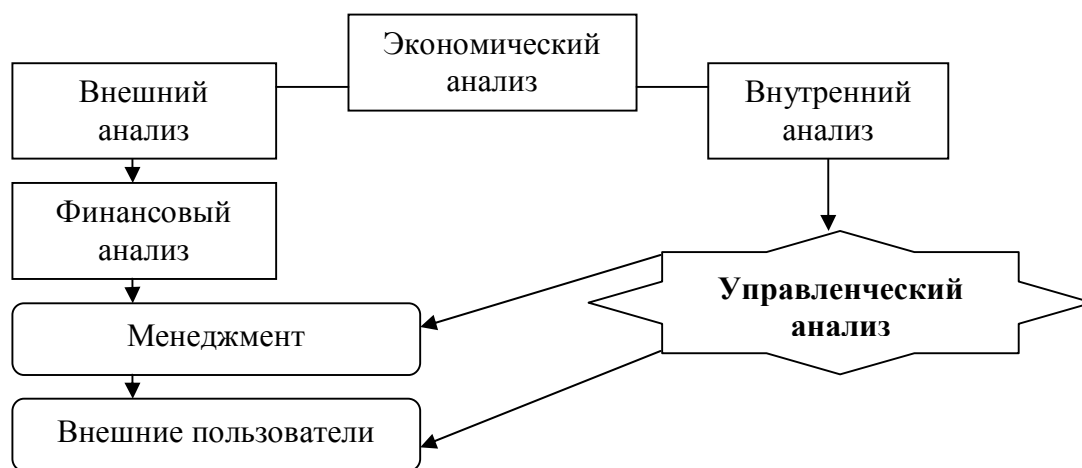 Экономический
анализ
Внешний
анализ
Внутренний
анализ
Финансовый
анализ
Управленческий
анализ
Менеджмент
Внешние пользователи